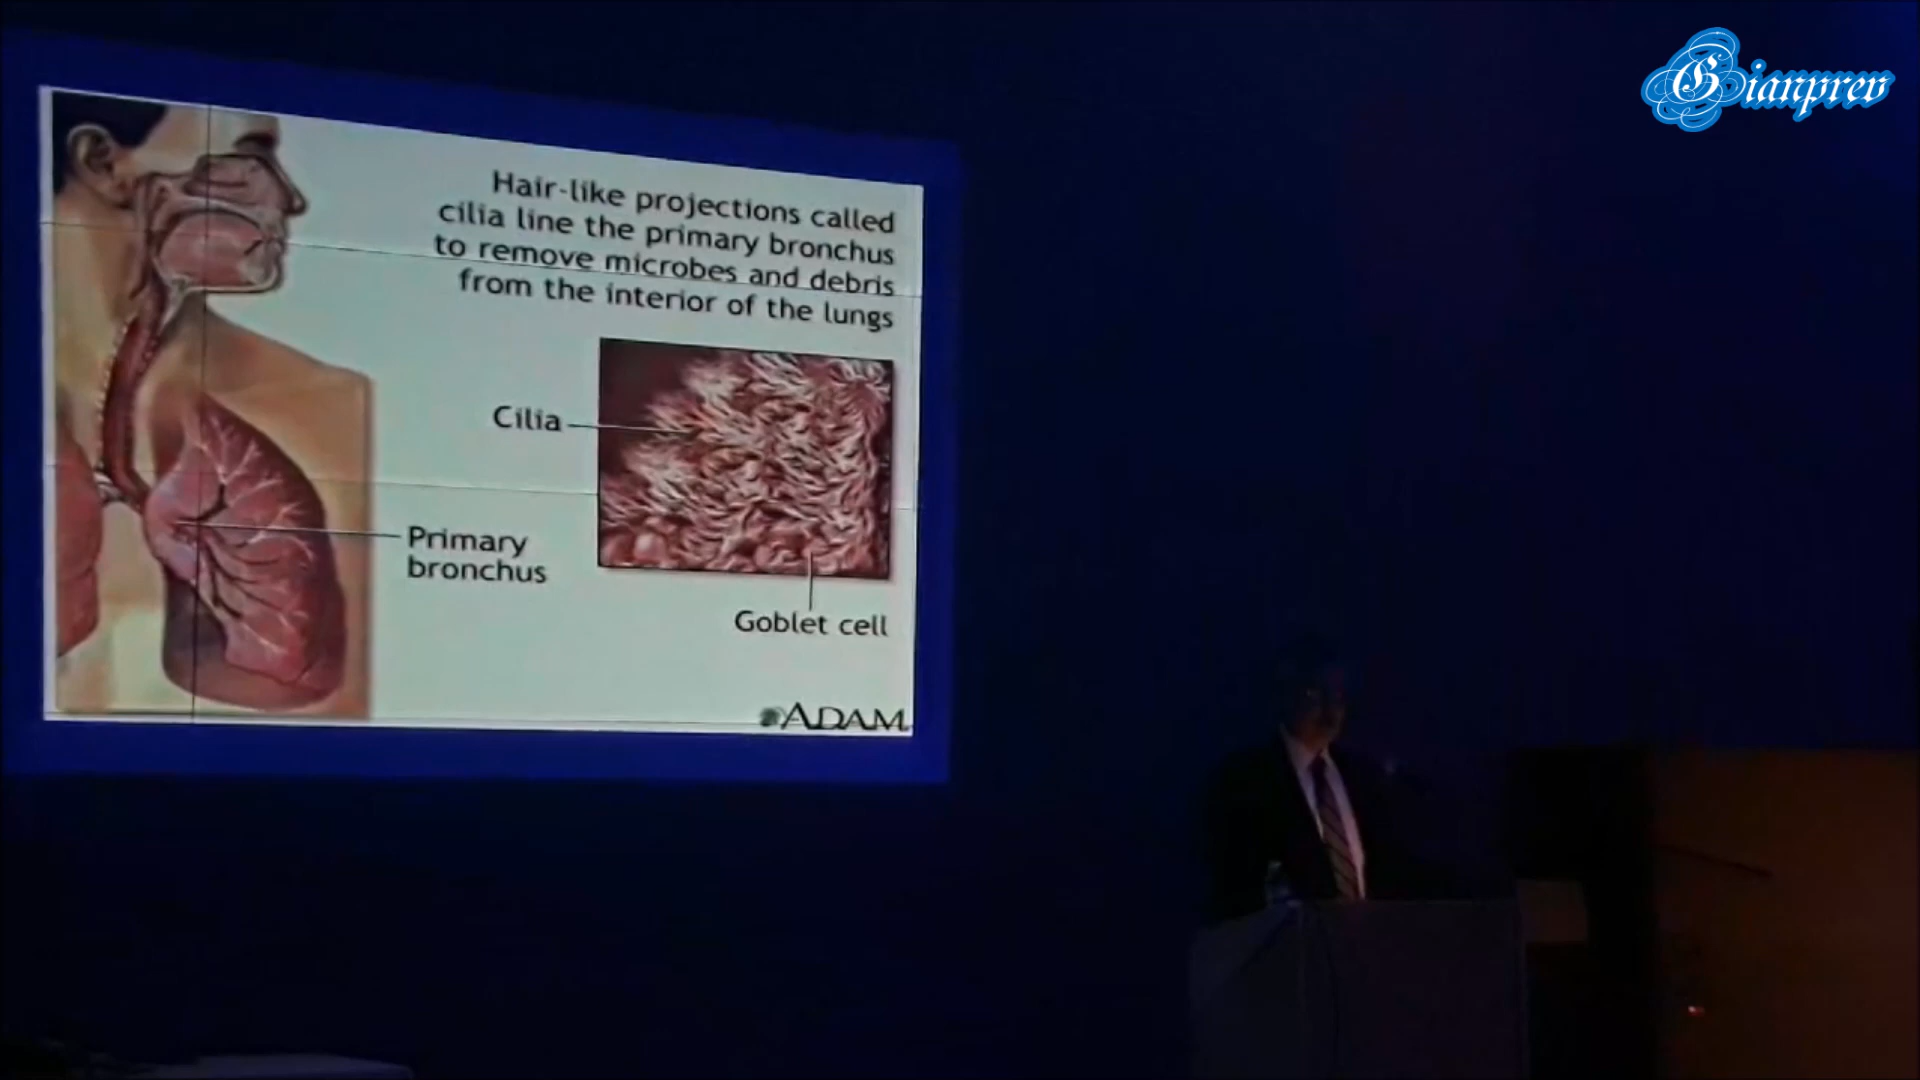 Gianprev
Hair-like projections called
cilia line the primary bronchus
to remove microbes and debris
from the interior of the lungs
Cilia
Primary
bronchus
Goblet cell
ADAM